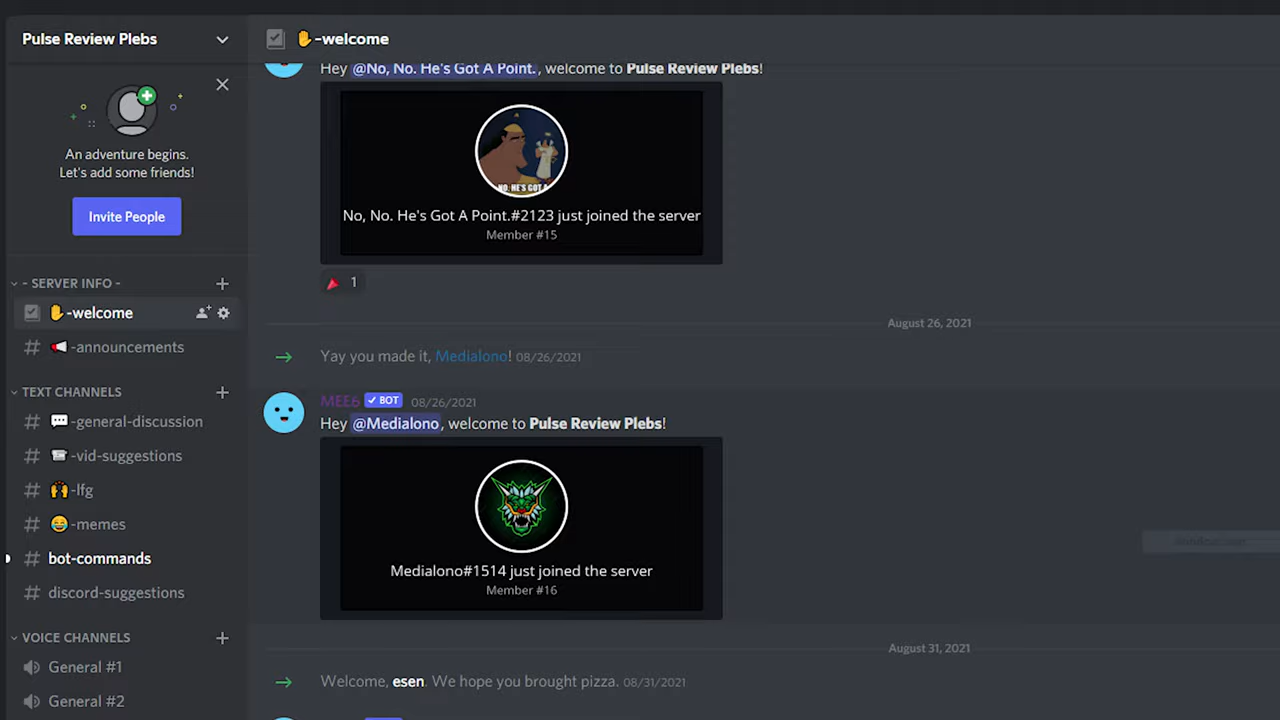 Pulse Review Plebs
An adventure begins.
Let's add some friends!
Invite People
- SERVER INFO -
✋-welcome
📢-announcements
TEXT CHANNELS
💬-general-discussion
-vid-suggestions
🙌-lfg
😂-memes
bot-commands
discord-suggestions
VOICE CHANNELS
General #1
General #2
✋-welcome
Hey @No, No. He's Got A Point., welcome to Pulse Review Plebs!
NO. HE'S GOT A
No, No. He's Got A Point.#2123 just joined the server
Member #15
1
August 26, 2021
Yay you made it, Medialono! 08/26/2021
MEE6 ✓ BOT 08/26/2021
Hey @Medialono, welcome to Pulse Review Plebs!
Medialono#1514 just joined the server
Member #16
August 31, 2021
Welcome, esen. We hope you brought pizza. 08/31/2021